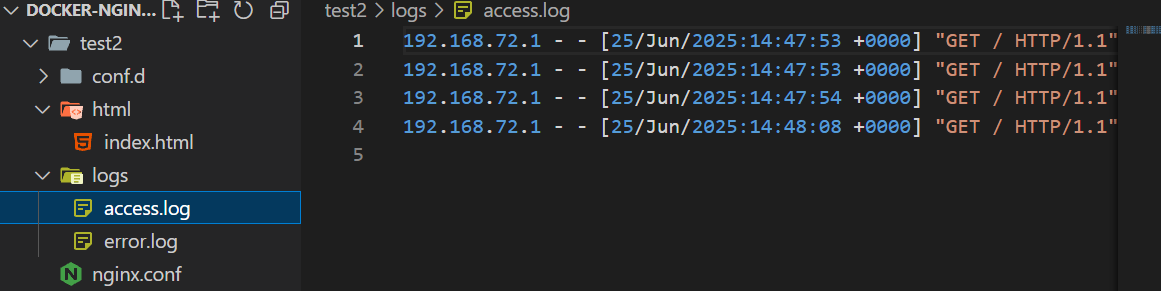 DOCKER-NGIN...
test2
conf.d
html
index.html
logs
access.log
error.log
nginx.conf
test2 > logs > access.log
1 192.168.72.1 - - [25/Jun/2025:14:47:53 +0000] "GET / HTTP/1.1"
2 192.168.72.1 - - [25/Jun/2025:14:47:53 +0000] "GET / HTTP/1.1"
3 192.168.72.1 - - [25/Jun/2025:14:47:54 +0000] "GET / HTTP/1.1"
4 192.168.72.1 - - [25/Jun/2025:14:48:08 +0000] "GET / HTTP/1.1"
5